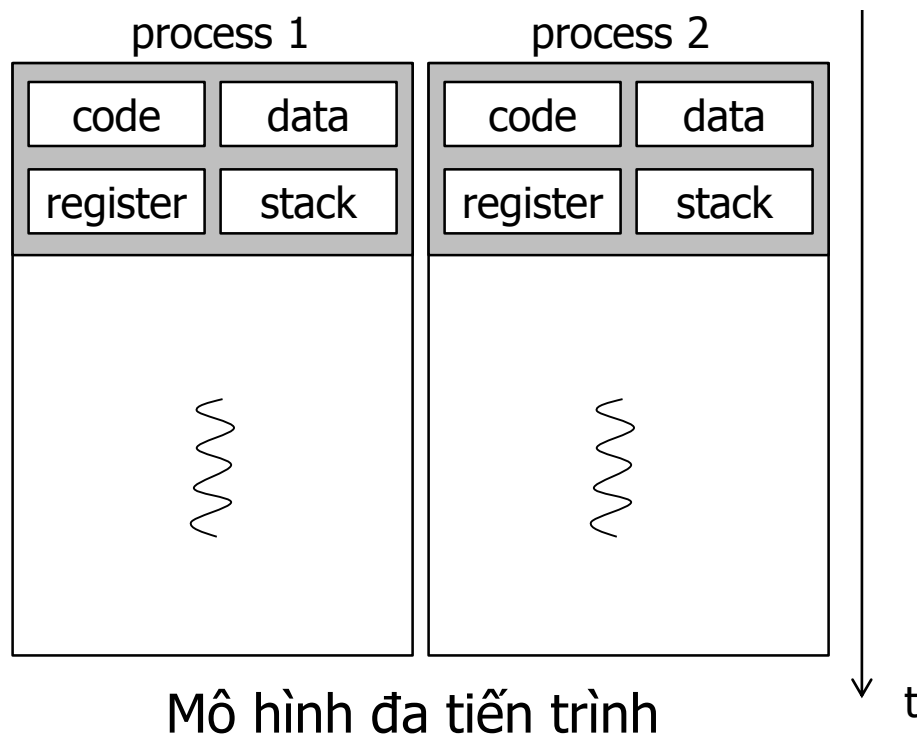 process 1 process 2
code data code data
register stack register stack
t
Mô hình đa tiến trình